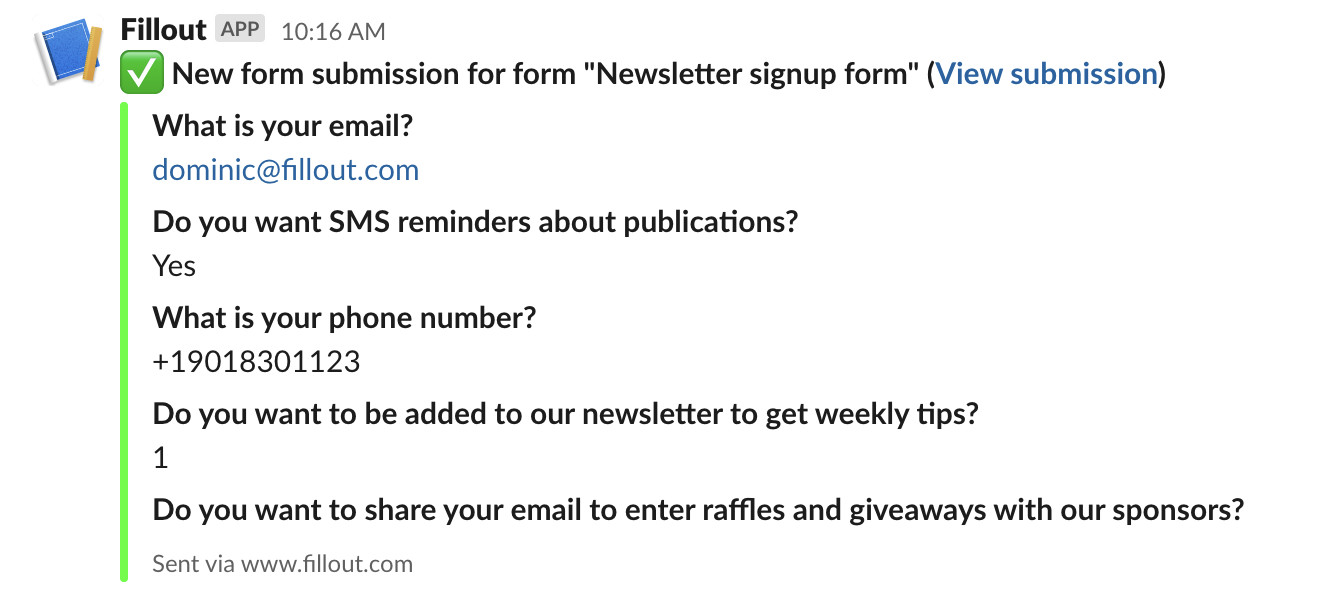 Fillout APP 10:16 AM
✅ New form submission for form "Newsletter signup form" (View submission)
What is your email?
dominic@fillout.com
Do you want SMS reminders about publications?
Yes
What is your phone number?
+19018301123
Do you want to be added to our newsletter to get weekly tips?
1
Do you want to share your email to enter raffles and giveaways with our sponsors?
Sent via www.fillout.com